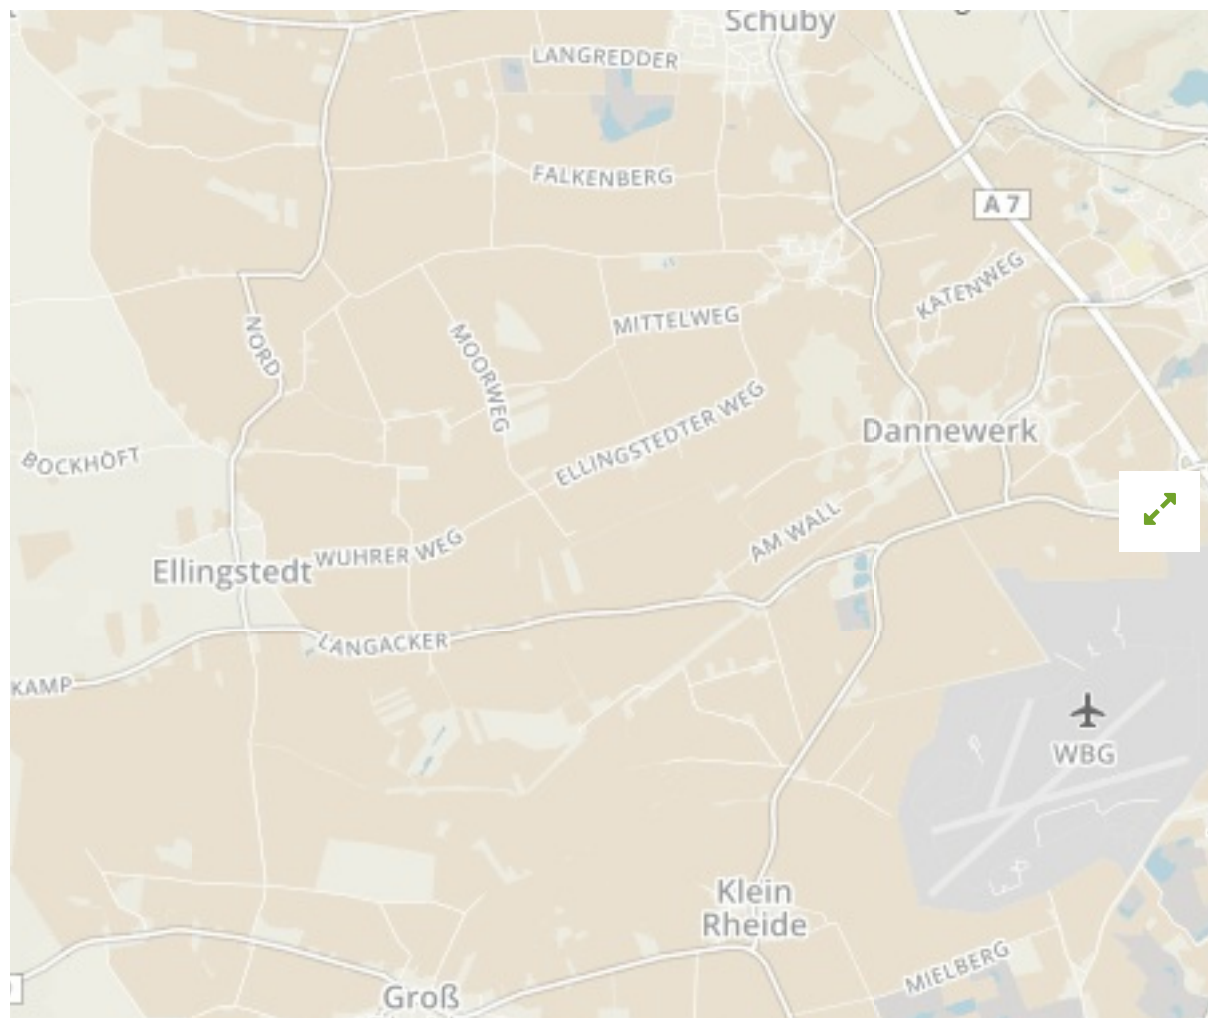 Schuby
LANGREDDER
FALKENBERG
A 7
KATENWEG
MITTELWEG
NORD
MOORWEG
ELLINGSTEDTER WEG
Dannewerk
BOCKHÖFT
AM WALL
WUHRER WEG
Ellingstedt
LANGACKER
KAMP
WBG
Klein
Rheide
MIELBERG
Groß